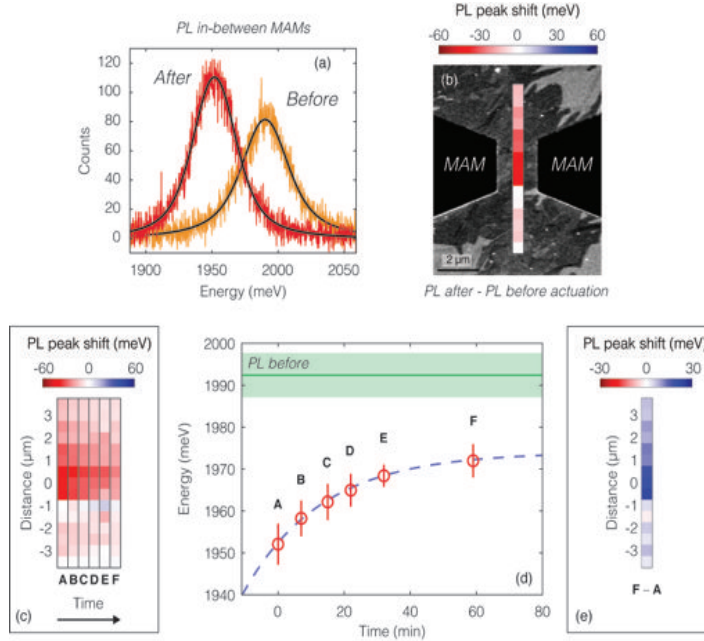 PL in-between MAMs
(a)
After
Before
Counts
120
100
80
60
40
20
0
1900 1950 2000 2050
Energy (meV)
PL peak shift (meV)
-60 0 60
(b)
MAM
MAM
2 µm
PL after - PL before actuation
PL peak shift (meV)
-60 0 60
Distance (µm)
3
2
1
0
-1
-2
-3
A B C D E F
Time
(c)
Energy (meV)
2000
1990
1980
1970
1960
1950
1940
PL before
A
B
C
D
E
F
(d)
0 20 40 60 80
Time (min)
PL peak shift (meV)
-30 0 30
Distance (µm)
3
2
1
0
-1
-2
-3
F - A
(e)